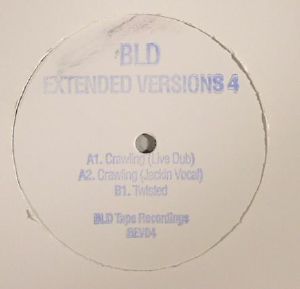 BLD
EXTENDED VERSIONS 4
A1. Crawling (Live Dub)
A2. Crawling (Jackin Vocal)
B1. Twisted
BLD Tape Recordings
BEV04